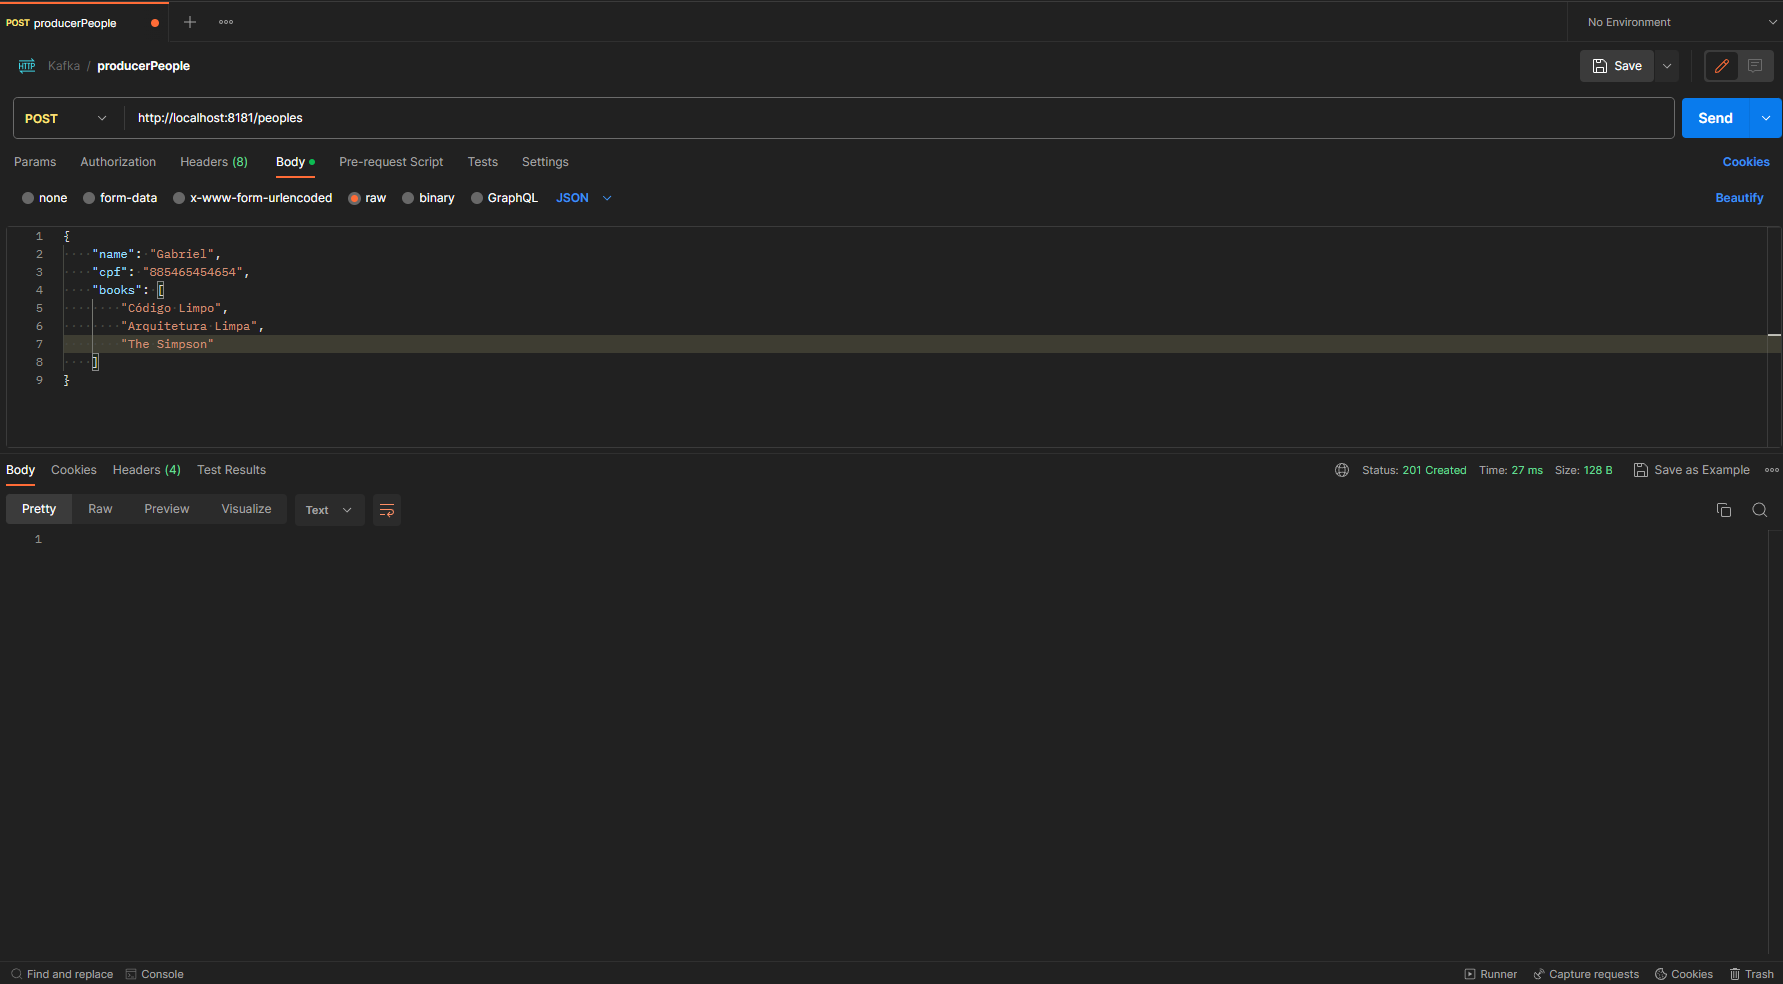 POST producerPeople
No Environment
HTTP Kafka / producerPeople
Save
POST http://localhost:8181/peoples Send
Params Authorization Headers (8) Body Pre-request Script Tests Settings Cookies
none form-data x-www-form-urlencoded raw binary GraphQL JSON Beautify
1 {
2 "name": "Gabriel",
3 "cpf": "885465454654",
4 "books": [
5 "Código Limpo",
6 "Arquitetura Limpa",
7 "The Simpson"
8 ]
9 }
Body Cookies Headers (4) Test Results Status: 201 Created Time: 27 ms Size: 128 B Save as Example
Pretty Raw Preview Visualize Text
1
Find and replace Console Runner Capture requests Cookies Trash